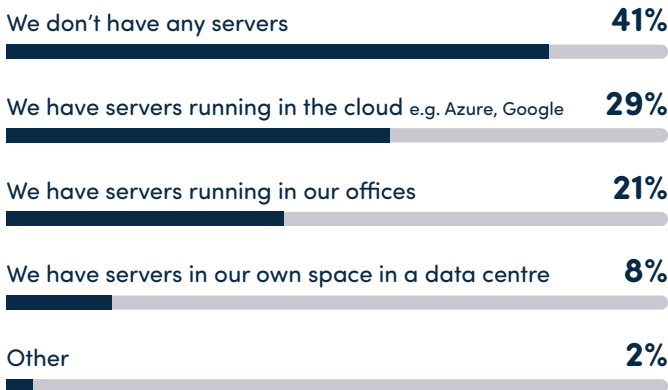 We don't have any servers 41%
We have servers running in the cloud e.g. Azure, Google 29%
We have servers running in our offices 21%
We have servers in our own space in a data centre 8%
Other 2%